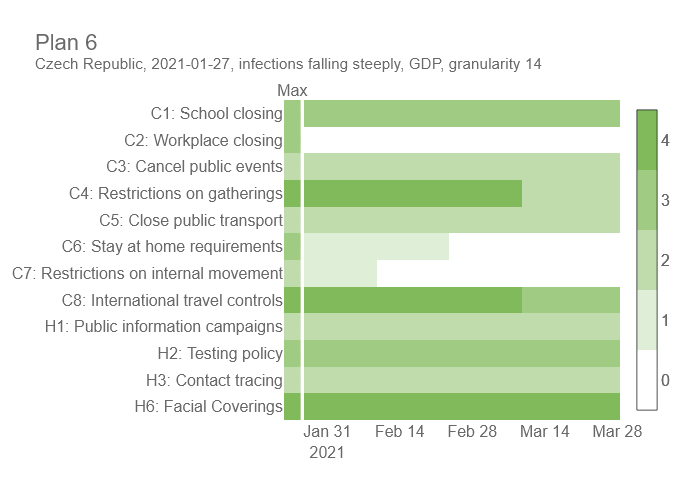 Plan 6
Czech Republic, 2021-01-27, infections falling steeply, GDP, granularity 14
Max
C1: School closing
C2: Workplace closing
C3: Cancel public events
C4: Restrictions on gatherings
C5: Close public transport
C6: Stay at home requirements
C7: Restrictions on internal movement
C8: International travel controls
H1: Public information campaigns
H2: Testing policy
H3: Contact tracing
H6: Facial Coverings
Jan 31 Feb 14 Feb 28 Mar 14 Mar 28
2021
4
3
2
1
0